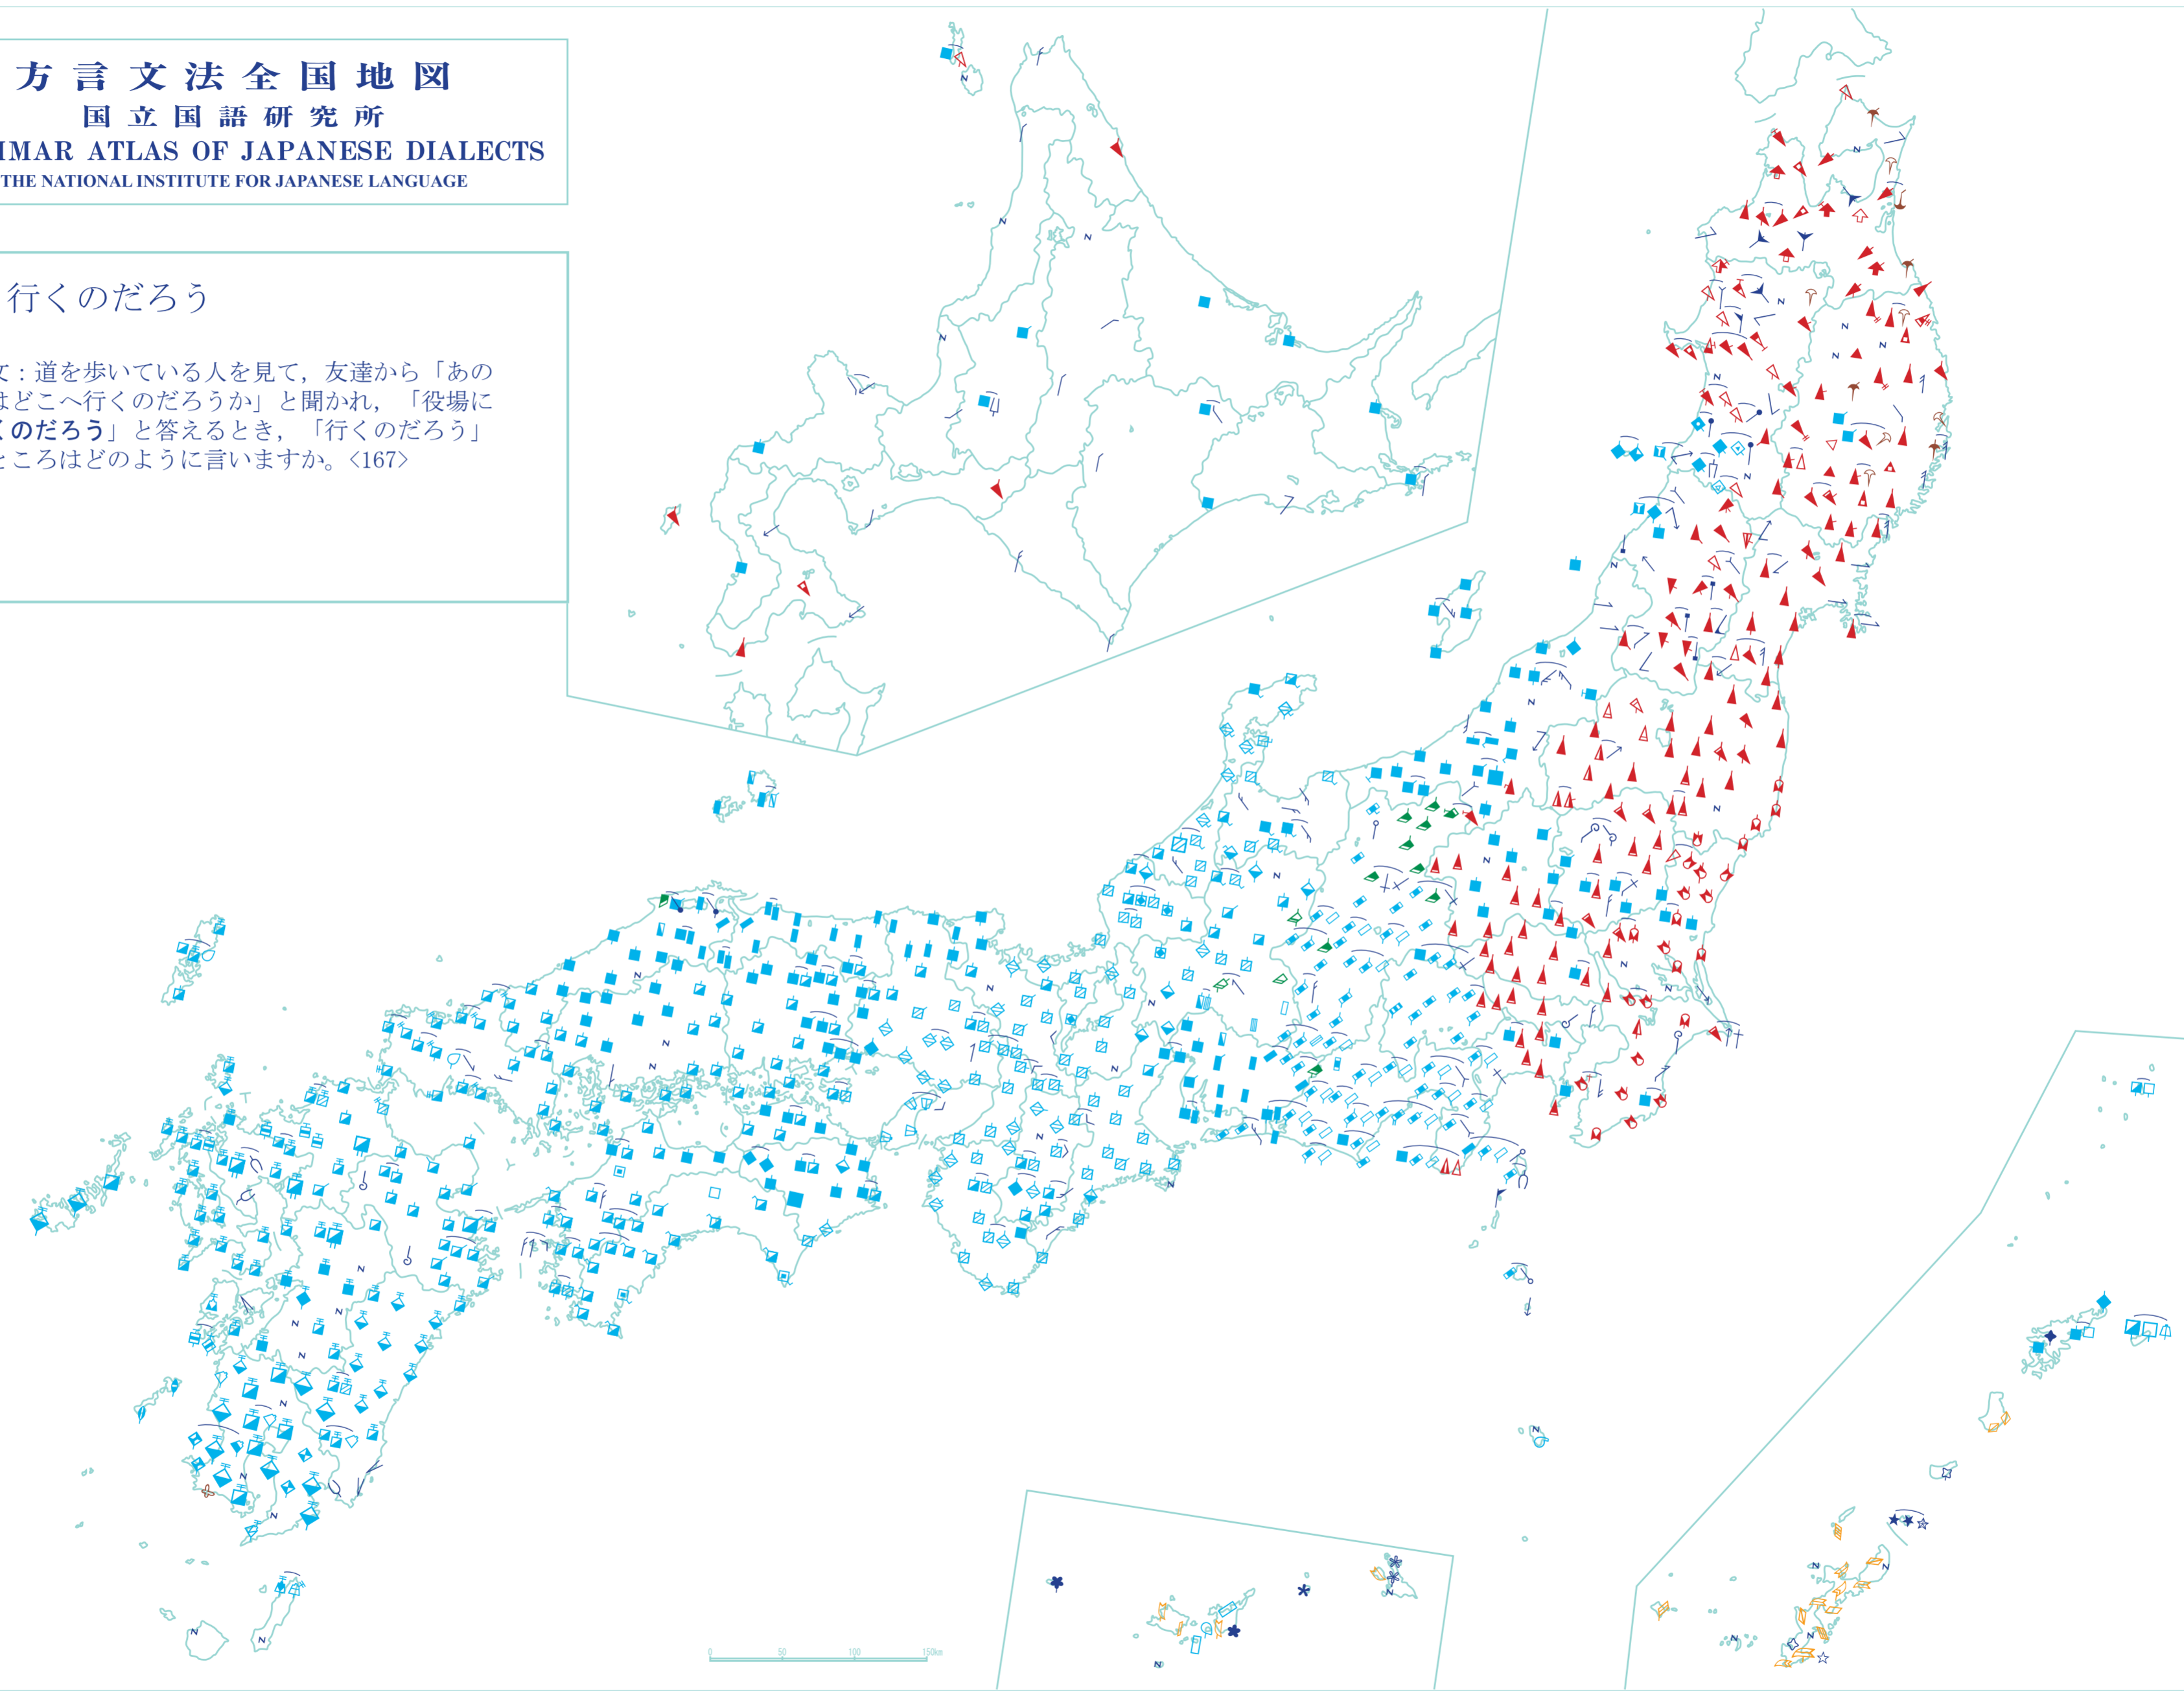 方言文法全国地図
国立国語研究所
MAR ATLAS OF JAPANESE DIALECTS
THE NATIONAL INSTITUTE FOR JAPANESE LANGUAGE
行くのだろう
文：道を歩いている人を見て，友達から「あの
はどこへ行くのだろうか」と聞かれ，「役場に
くのだろう」と答えるとき，「行くのだろう」
ところはどのように言いますか。<167>
0 50 100 150km